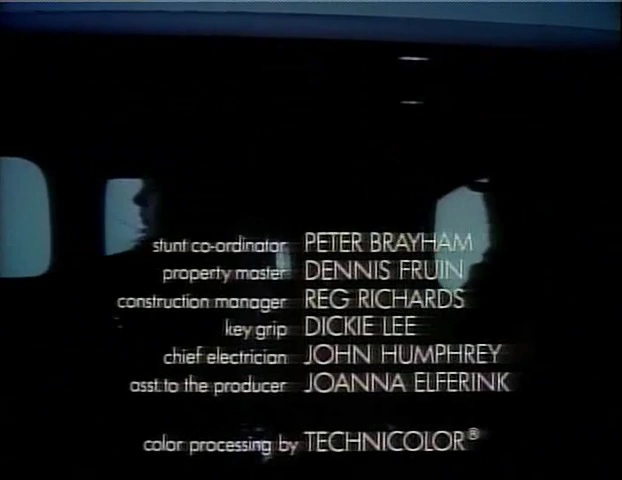 stunt co-ordinator PETER BRAYHAM
property master DENNIS FRUIN
construction manager REG RICHARDS
key grip DICKIE LEE
chief electrician JOHN HUMPHREY
asst. to the producer JOANNA ELFERINK
color processing by TECHNICOLOR®